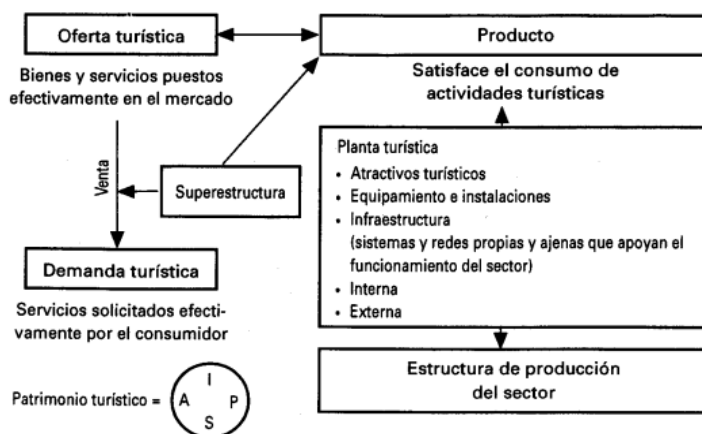 Oferta turística
Bienes y servicios puestos
efectivamente en el mercado
Venta
Superestructura
Demanda turística
Servicios solicitados efecti-
vamente por el consumidor
Patrimonio turístico =
I
A P
S
Producto
Satisface el consumo de
actividades turísticas
Planta turística
• Atractivos turísticos
• Equipamiento e instalaciones
• Infraestructura
(sistemas y redes propias y ajenas que apoyan el
funcionamiento del sector)
• Interna
• Externa
Estructura de producción
del sector